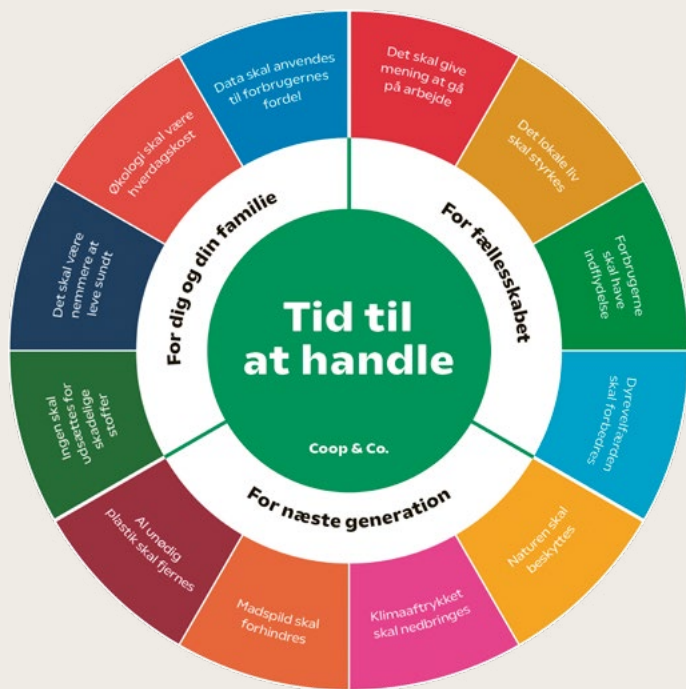 Tid til
at handle
Coop & Co.
For fællesskabet
For næste generation
For dig og din familie
Det skal give
mening at gå
på arbejde
Det lokale liv
skal styrkes
Forbrugerne
skal have
indflydelse
Dyrevelfærden
skal forbedres
Naturen skal
beskyttes
Klimaaftrykket
skal nedbringes
Madspild skal
forhindres
Al unødig
plastik skal fjernes
Ingen skal
udsættes for
skadelige
stoffer
Det skal være
nemmere at
leve sundt
Økologi skal være
hverdagskost
Data skal anvendes
til forbrugernes
fordel